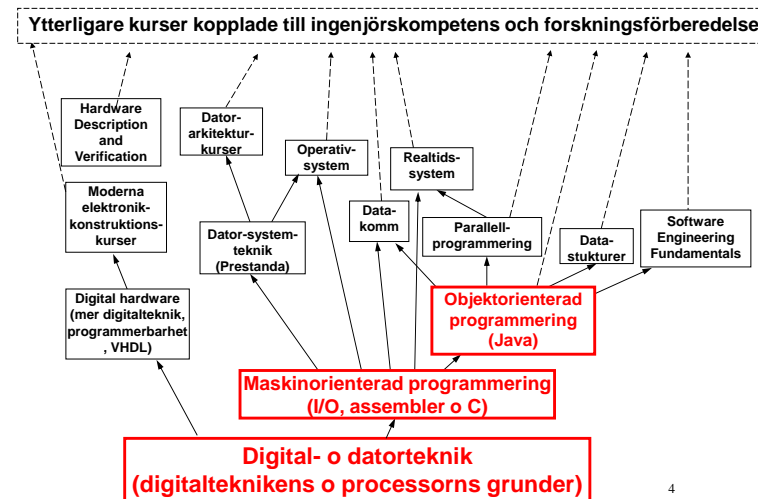 Ytterligare kurser kopplade till ingenjörskompetens och forskningsförberedelse
Hardware
Description
and
Verification
Dator-
arkitektur-
kurser
Operativ-
system
Realtids-
system
Moderna
elektronik-
konstruktions-
kurser
Dator-system-
teknik
(Prestanda)
Data-
komm
Parallell-
programmering
Data-
stukturer
Software
Engineering
Fundamentals
Digital hardware
(mer digitalteknik,
programmerbarhet
, VHDL)
Objektorienterad
programmering
(Java)
Maskinorienterad programmering
(I/O, assembler o C)
Digital- o datorteknik
(digitalteknikens o processorns grunder)
4